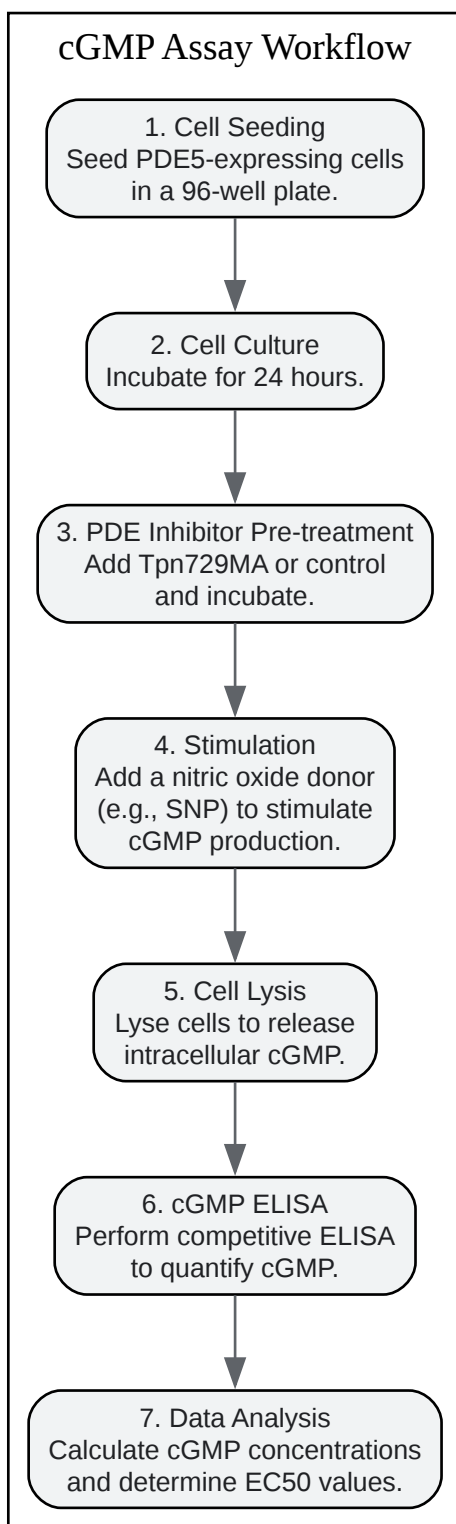 cGMP Assay Workflow
1. Cell Seeding
Seed PDE5-expressing cells
in a 96-well plate.
2. Cell Culture
Incubate for 24 hours.
3. PDE Inhibitor Pre-treatment
Add Tpn729MA or control
and incubate.
4. Stimulation
Add a nitric oxide donor
(e.g., SNP) to stimulate
cGMP production.
5. Cell Lysis
Lyse cells to release
intracellular cGMP.
6. cGMP ELISA
Perform competitive ELISA
to quantify cGMP.
7. Data Analysis
Calculate cGMP concentrations
and determine EC50 values.